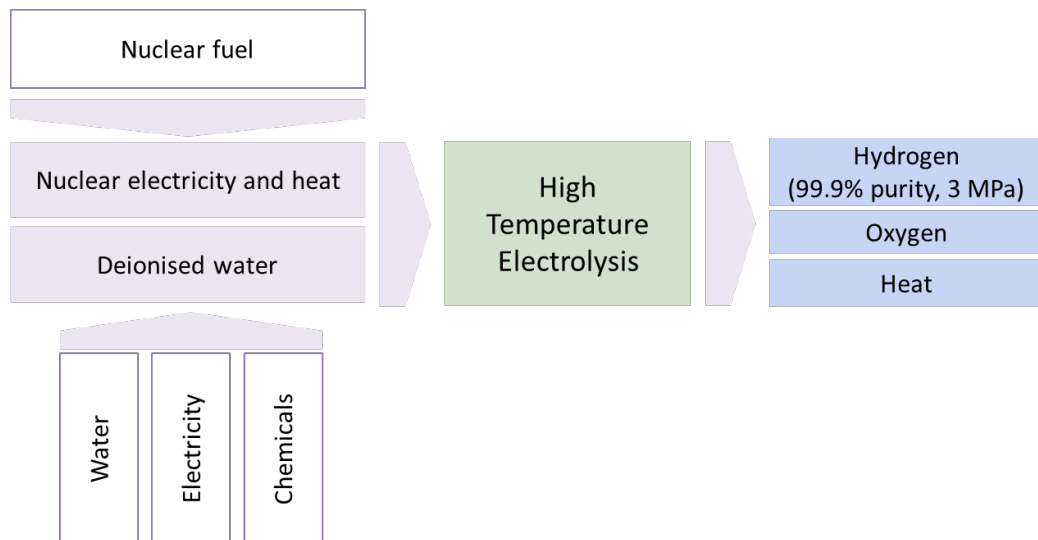 Nuclear fuel
Nuclear electricity and heat
Deionised water
Water
Electricity
Chemicals
High
Temperature
Electrolysis
Hydrogen
(99.9% purity, 3 MPa)
Oxygen
Heat